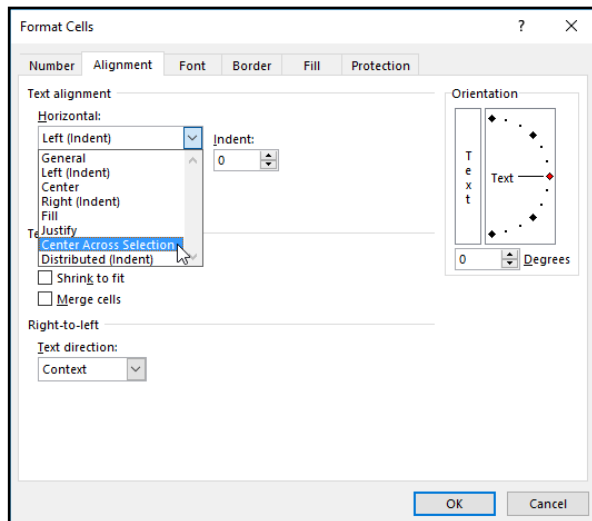 Format Cells ?
Number Alignment Font Border Fill Protection
Text alignment
Horizontal:
Left (Indent)
Indent:
0
General
Left (Indent)
Center
Right (Indent)
Fill
Justify
Center Across Selection
Distributed (Indent)
Te
Shrink to fit
Merge cells
Right-to-left
Text direction:
Context
Orientation
Text
Text
0 Degrees
OK Cancel